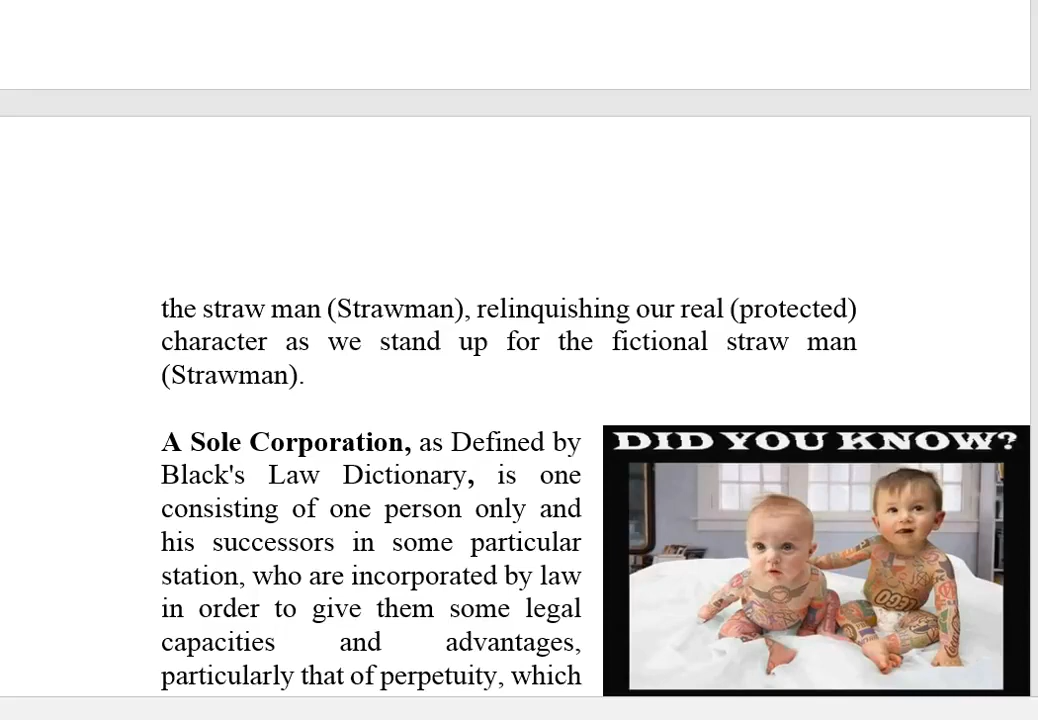 the straw man (Strawman), relinquishing our real (protected)
character as we stand up for the fictional straw man
(Strawman).
A Sole Corporation, as Defined by
Black's Law Dictionary, is one
consisting of one person only and
his successors in some particular
station, who are incorporated by law
in order to give them some legal
capacities and advantages,
particularly that of perpetuity, which
DID YOU KNOW?